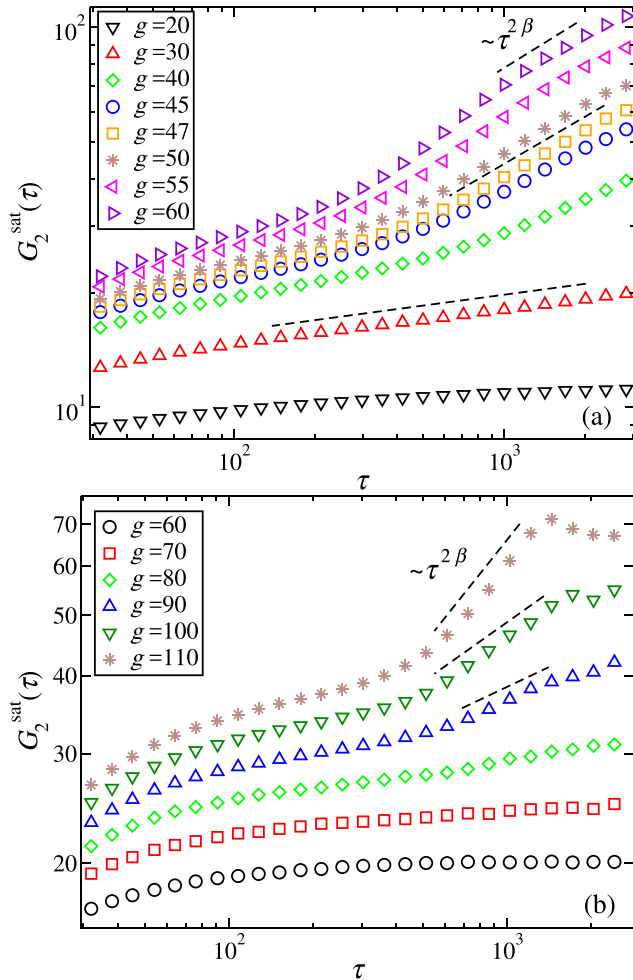 10²
g=20
g=30
g=40
g=45
g=47
g=50
g=55
g=60
~τ^{2β}
G₂^{sat}(τ)
10¹
(a)
10² 10³
τ
70
60
50
40
30
20
g=60
g=70
g=80
g=90
g=100
g=110
~τ^{2β}
G₂^{sat}(τ)
(b)
10² 10³
τ